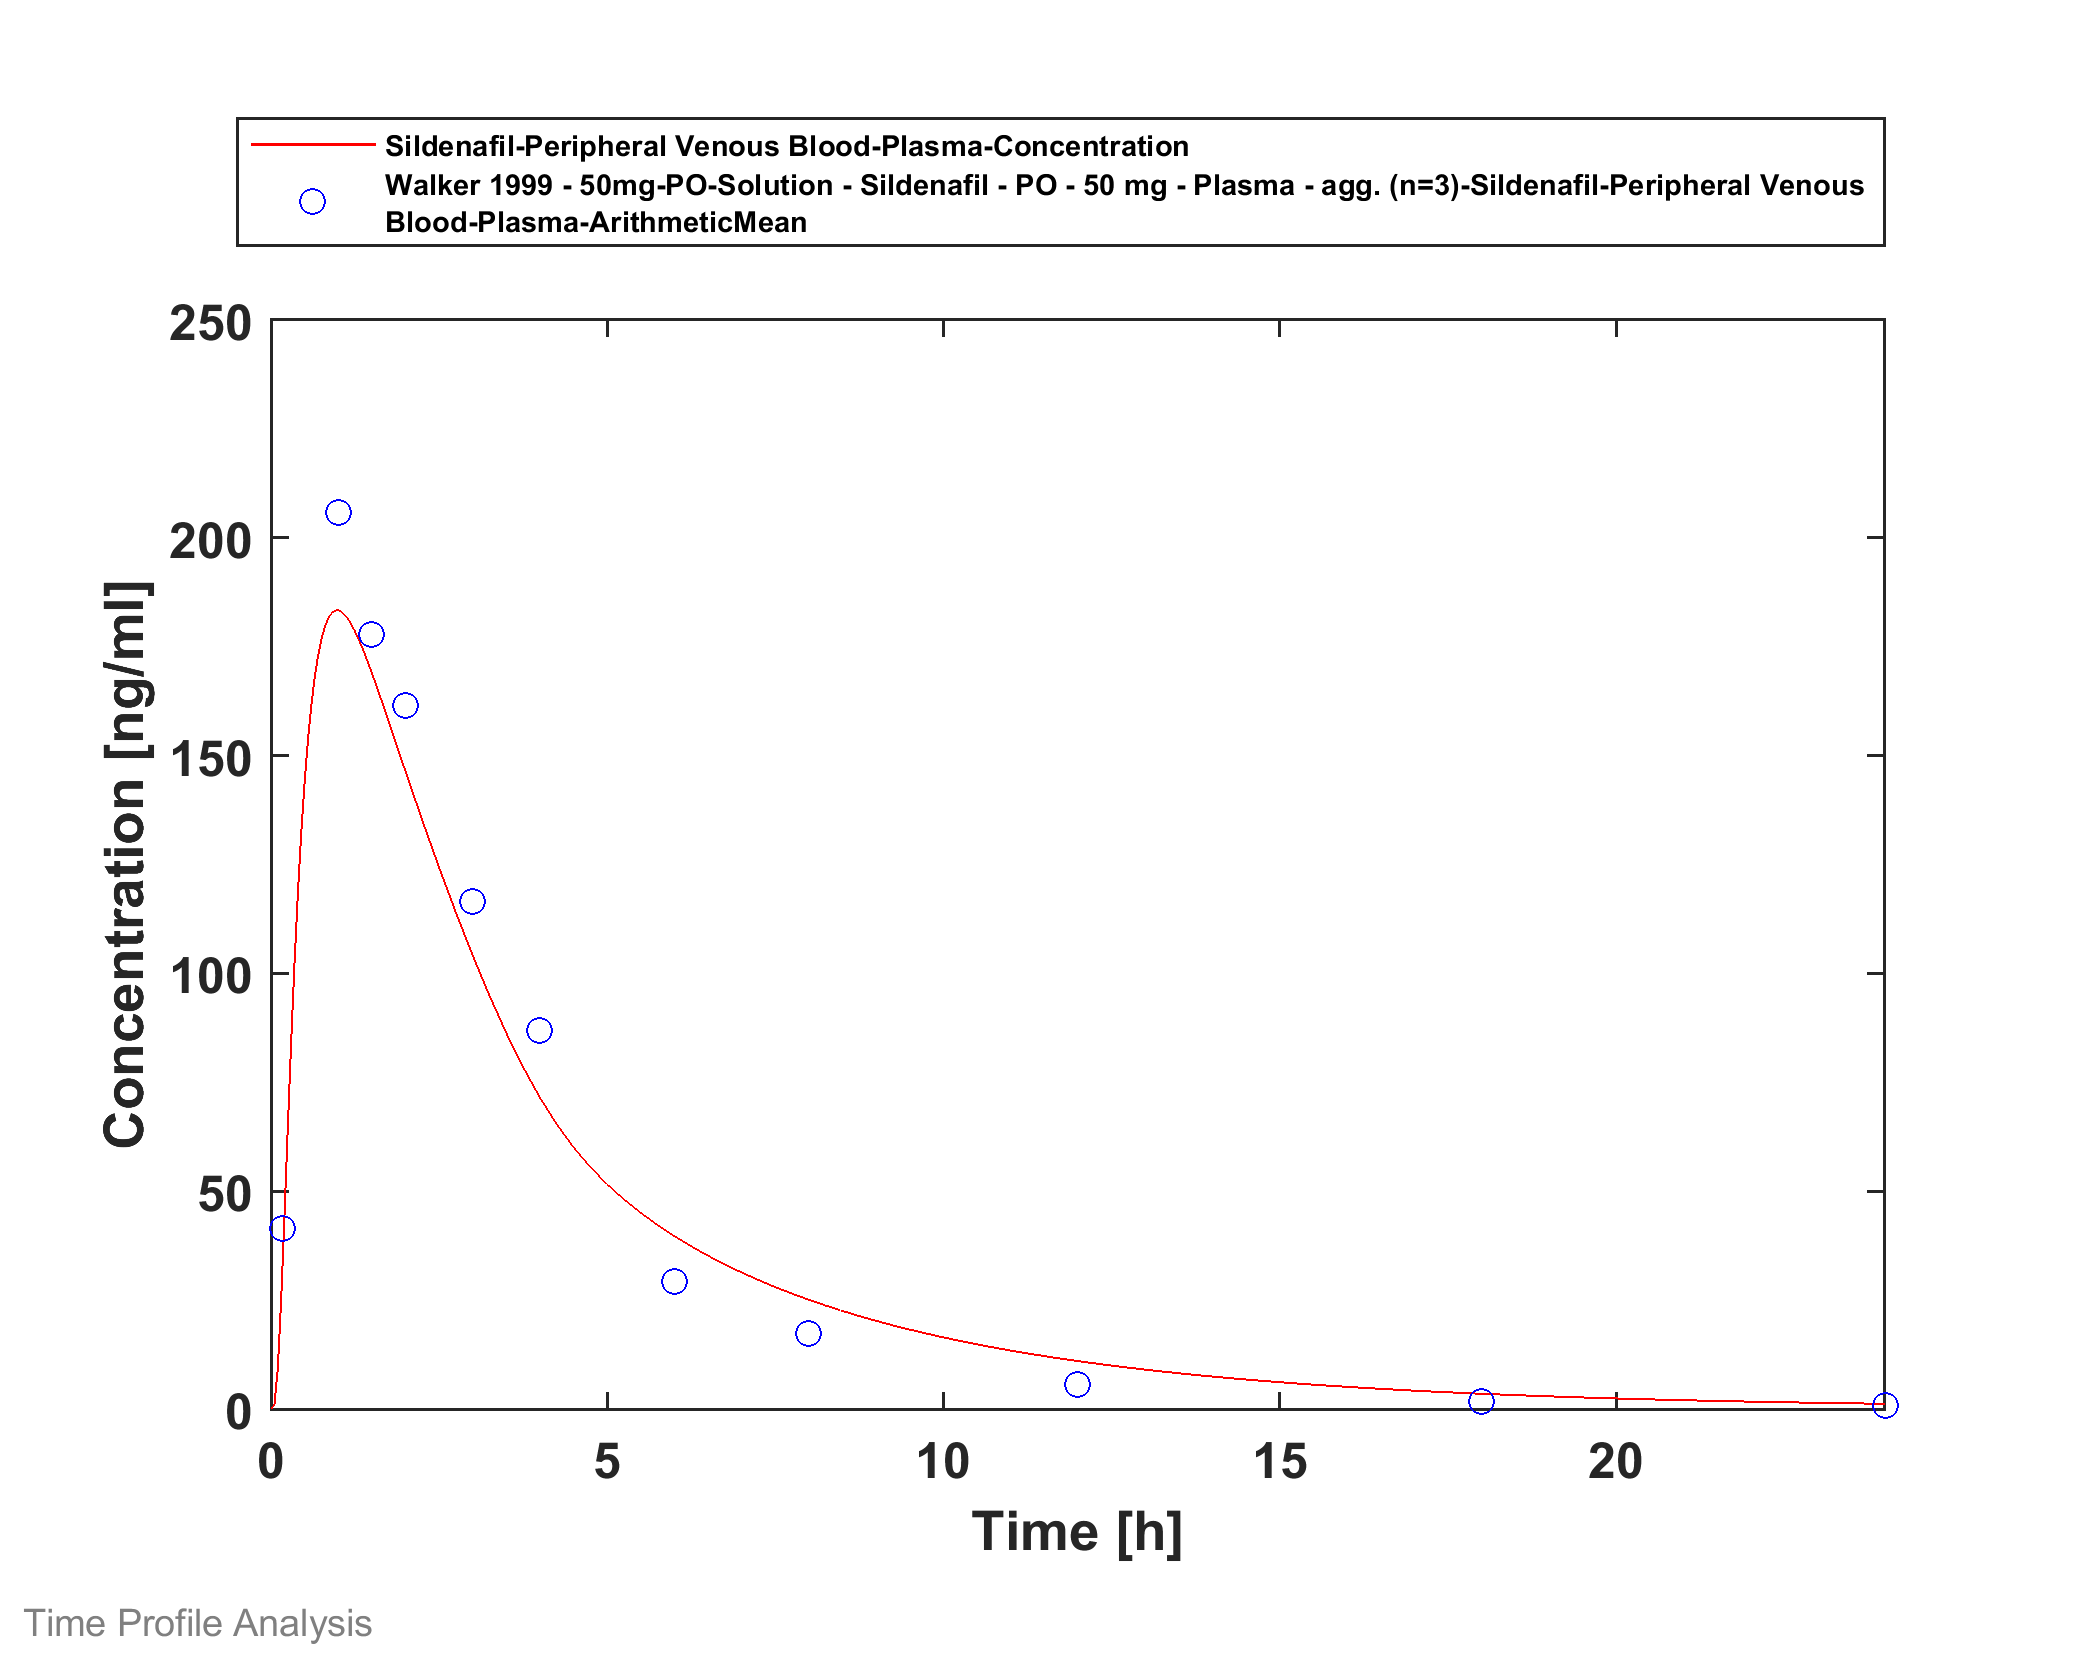 Sildenafil-Peripheral Venous Blood-Plasma-Concentration
Walker 1999 - 50mg-PO-Solution - Sildenafil - PO - 50 mg - Plasma - agg. (n=3)-Sildenafil-Peripheral Venous
Blood-Plasma-ArithmeticMean
250
200
150
100
50
0
Concentration [ng/ml]
0 5 10 15 20
Time [h]
Time Profile Analysis